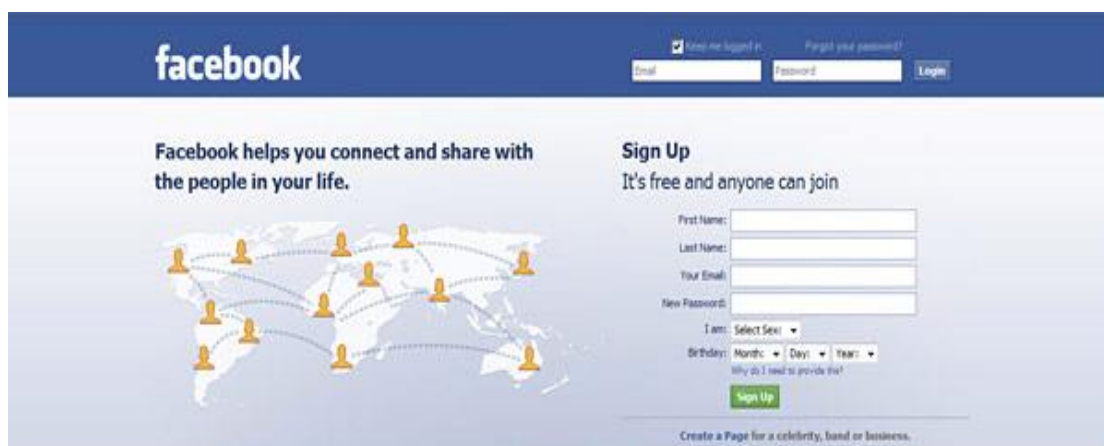 facebook
Keep me logged in Forgot your password?
Email Password Login
Facebook helps you connect and share with
the people in your life.
Sign Up
It's free and anyone can join
First Name:
Last Name:
Your Email:
New Password:
I am: Select Sex:
Birthday: Month: Day: Year:
Why do I need to provide this?
Sign Up
Create a Page for a celebrity, band or business.